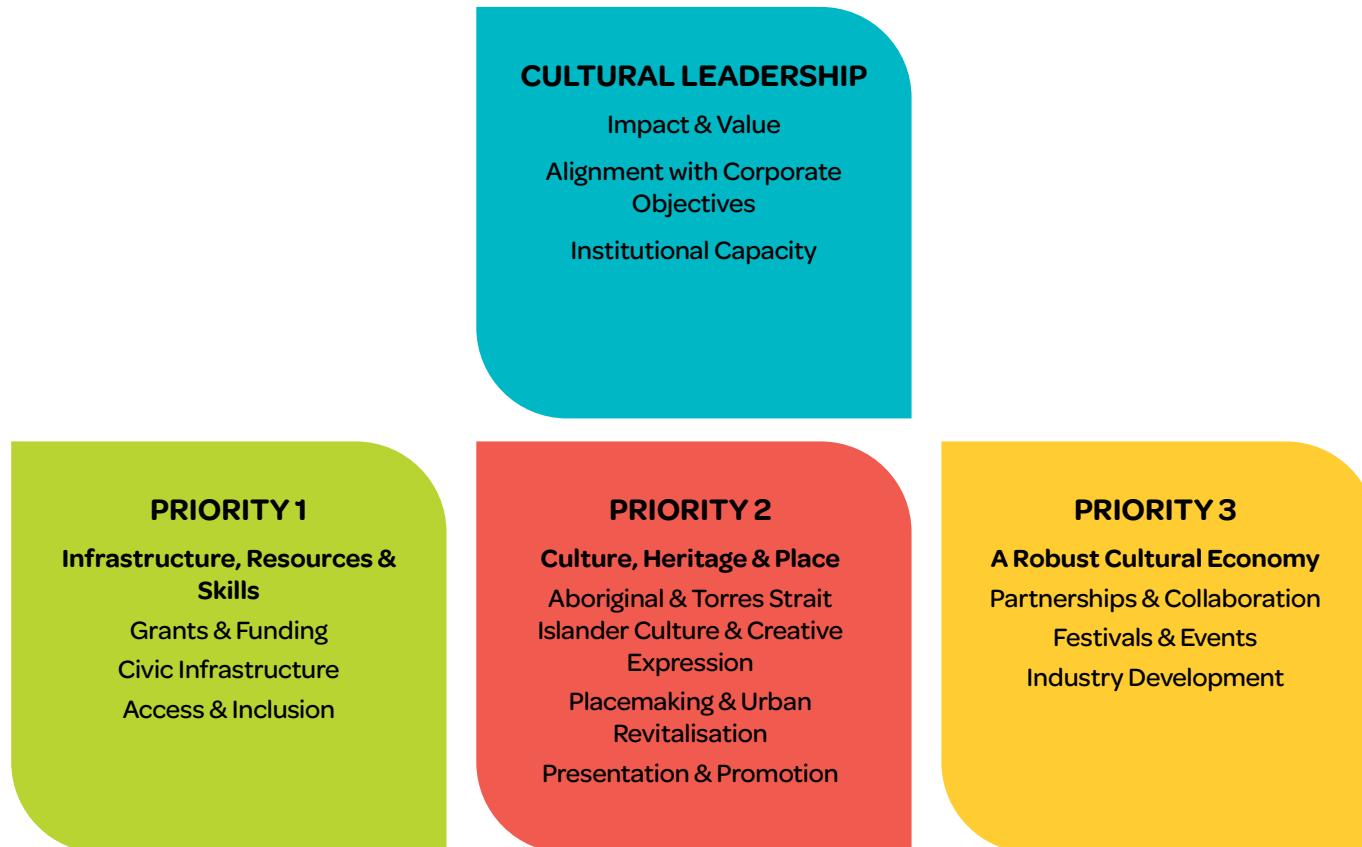 CULTURAL LEADERSHIP
Impact & Value
Alignment with Corporate
Objectives
Institutional Capacity
PRIORITY 1
Infrastructure, Resources &
Skills
Grants & Funding
Civic Infrastructure
Access & Inclusion
PRIORITY 2
Culture, Heritage & Place
Aboriginal & Torres Strait
Islander Culture & Creative
Expression
Placemaking & Urban
Revitalisation
Presentation & Promotion
PRIORITY 3
A Robust Cultural Economy
Partnerships & Collaboration
Festivals & Events
Industry Development